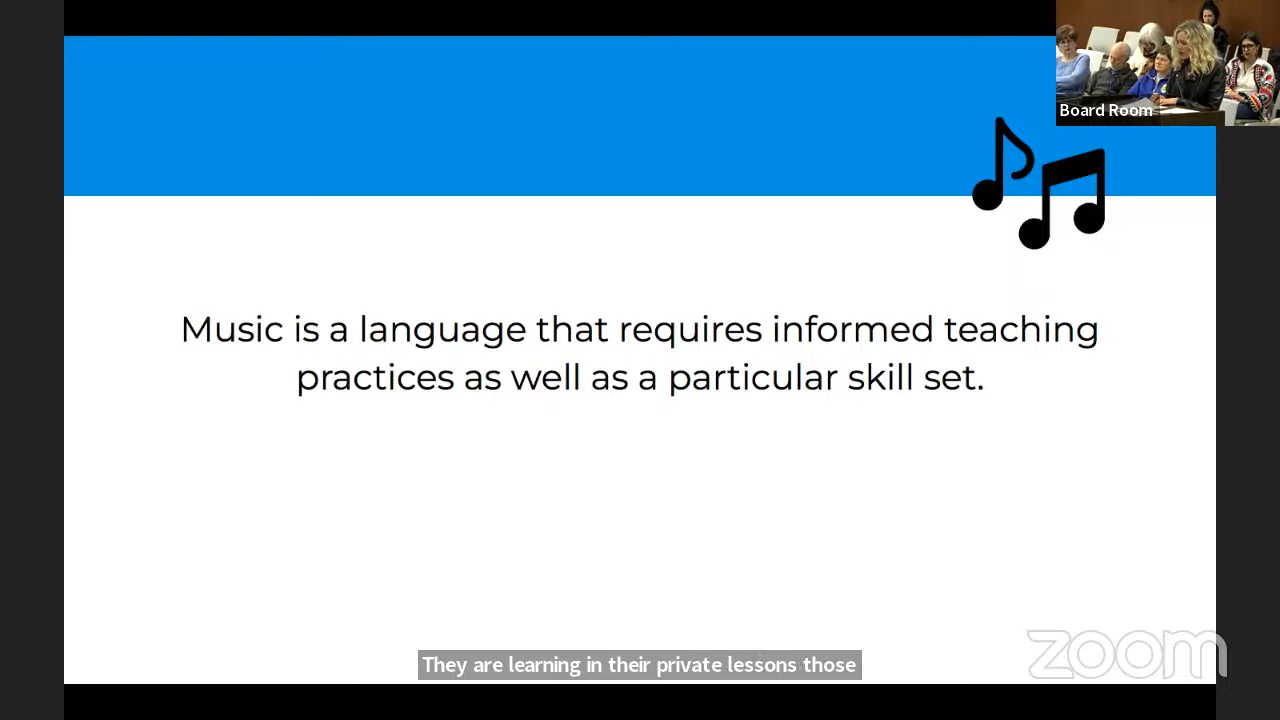 Board Room
Music is a language that requires informed teaching
practices as well as a particular skill set.
They are learning in their private lessons those
zoom